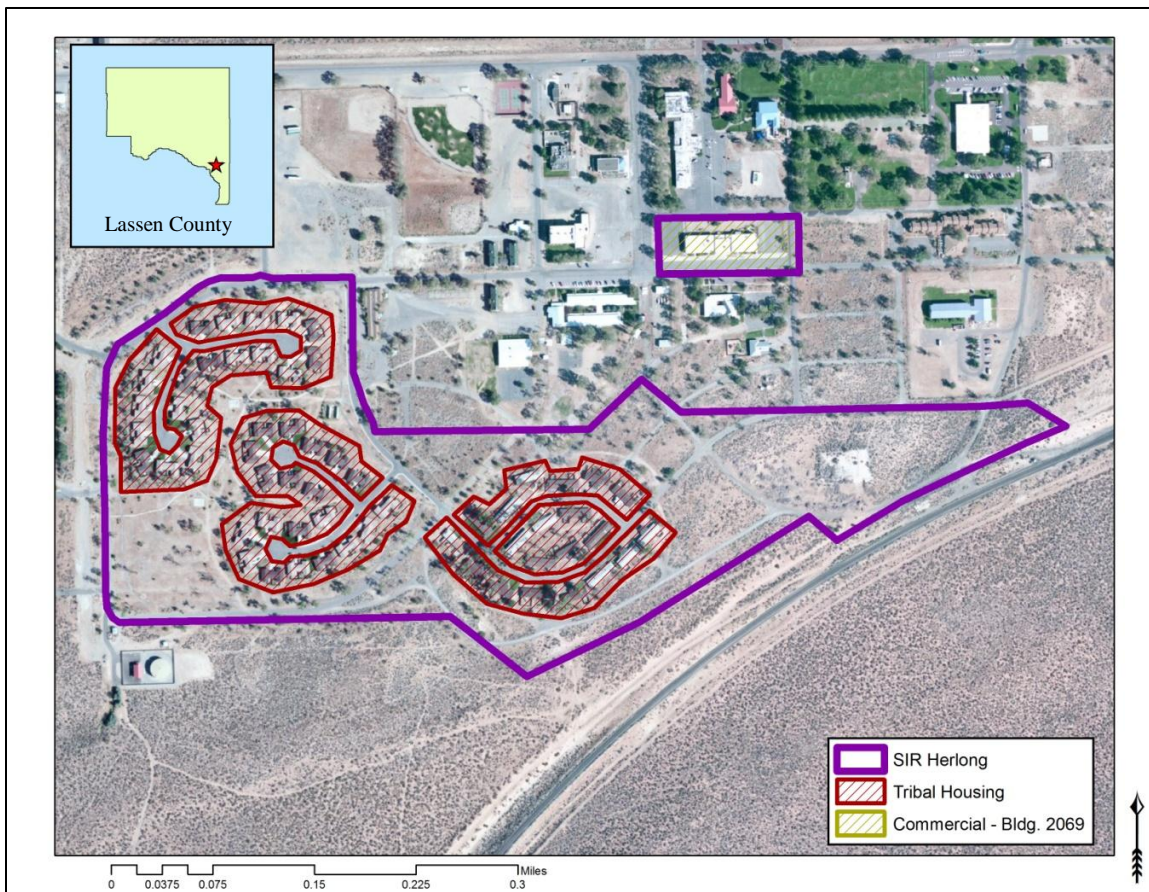 Lassen County
SIR Herlong
Tribal Housing
Commercial - Bldg. 2069
Miles
0 0.0375 0.075 0.15 0.225 0.3